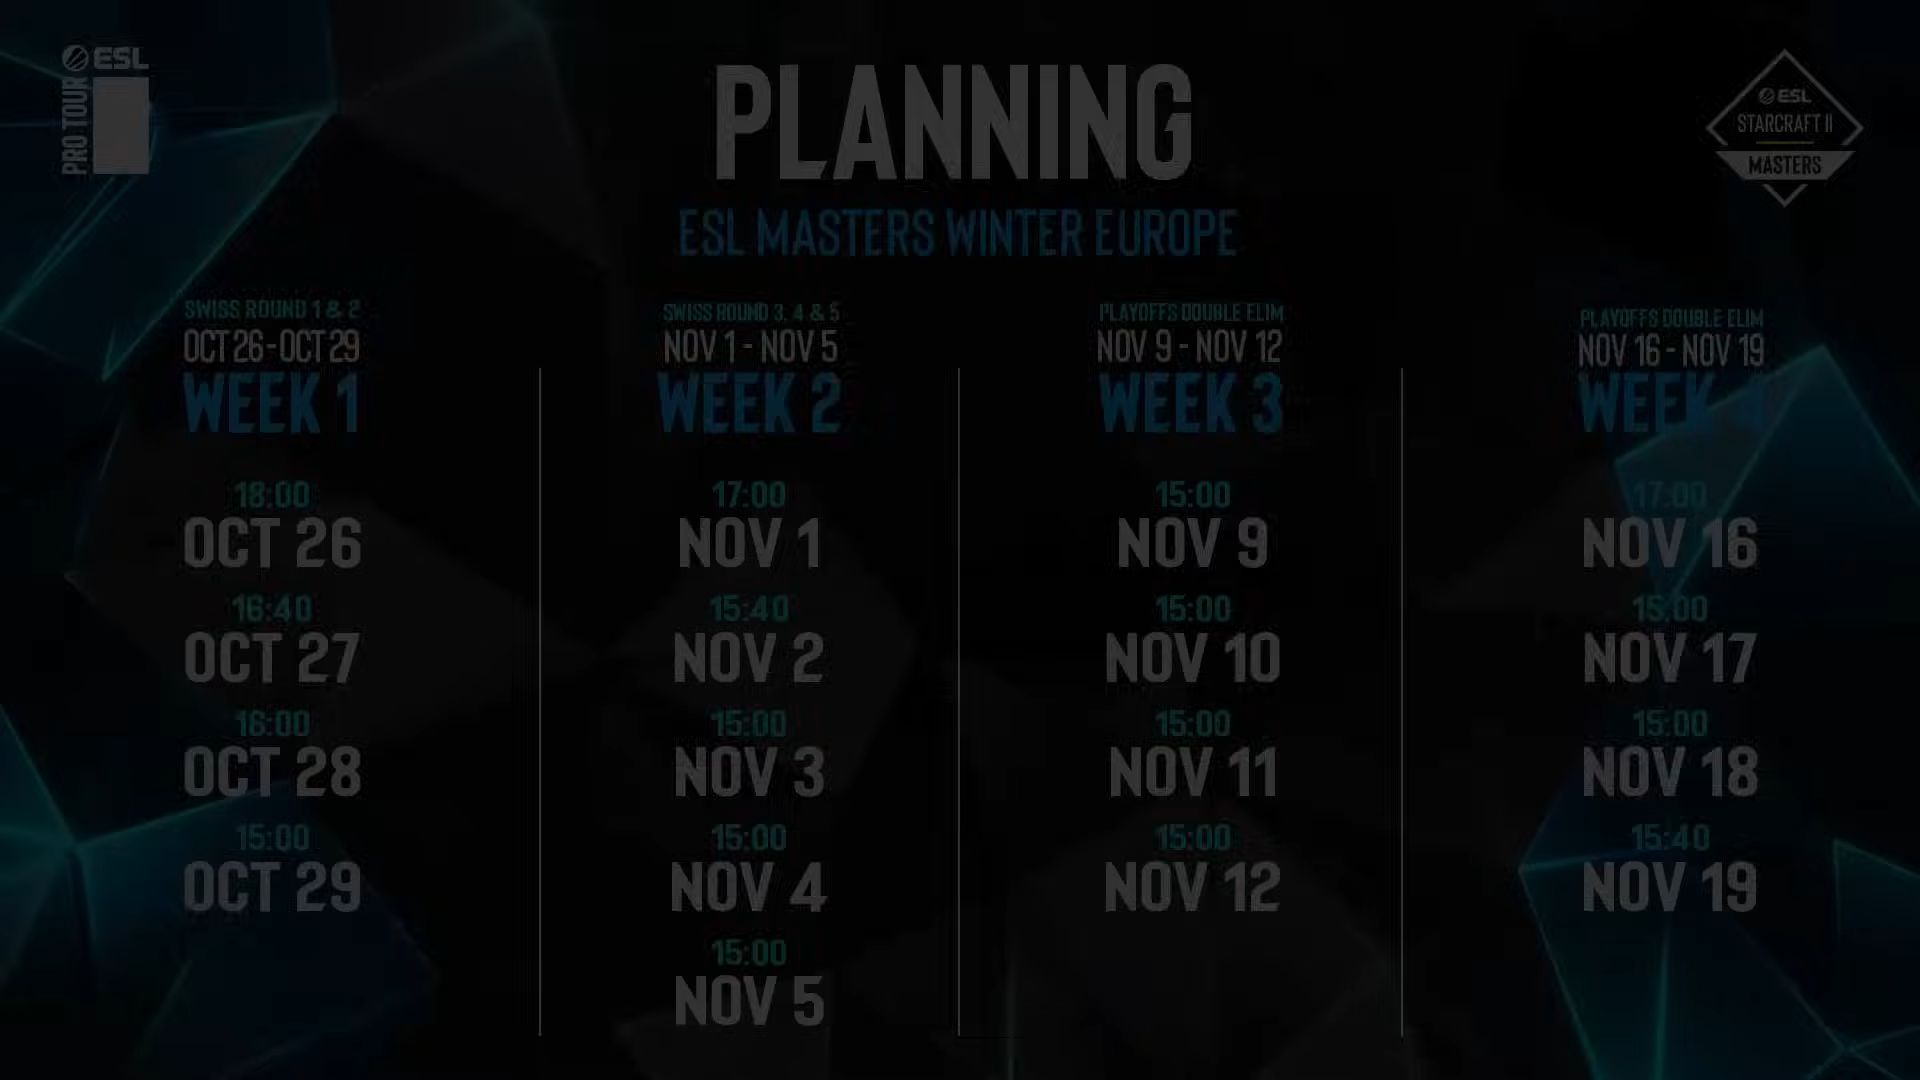 ESL
PRO TOUR
ESL
STARCRAFT II
MASTERS
PLANNING
ESL MASTERS WINTER EUROPE
SWISS ROUND 1 & 2
OCT 26 - OCT 29
WEEK 1
18:00
OCT 26
16:40
OCT 27
16:00
OCT 28
15:00
OCT 29
SWISS ROUND 3, 4 & 5
NOV 1 - NOV 5
WEEK 2
17:00
NOV 1
15:40
NOV 2
15:00
NOV 3
15:00
NOV 4
15:00
NOV 5
PLAYOFFS DOUBLE ELIM
NOV 9 - NOV 12
WEEK 3
15:00
NOV 9
15:00
NOV 10
15:00
NOV 11
15:00
NOV 12
PLAYOFFS DOUBLE ELIM
NOV 16 - NOV 19
WEEK 4
17:00
NOV 16
15:00
NOV 17
15:00
NOV 18
15:40
NOV 19